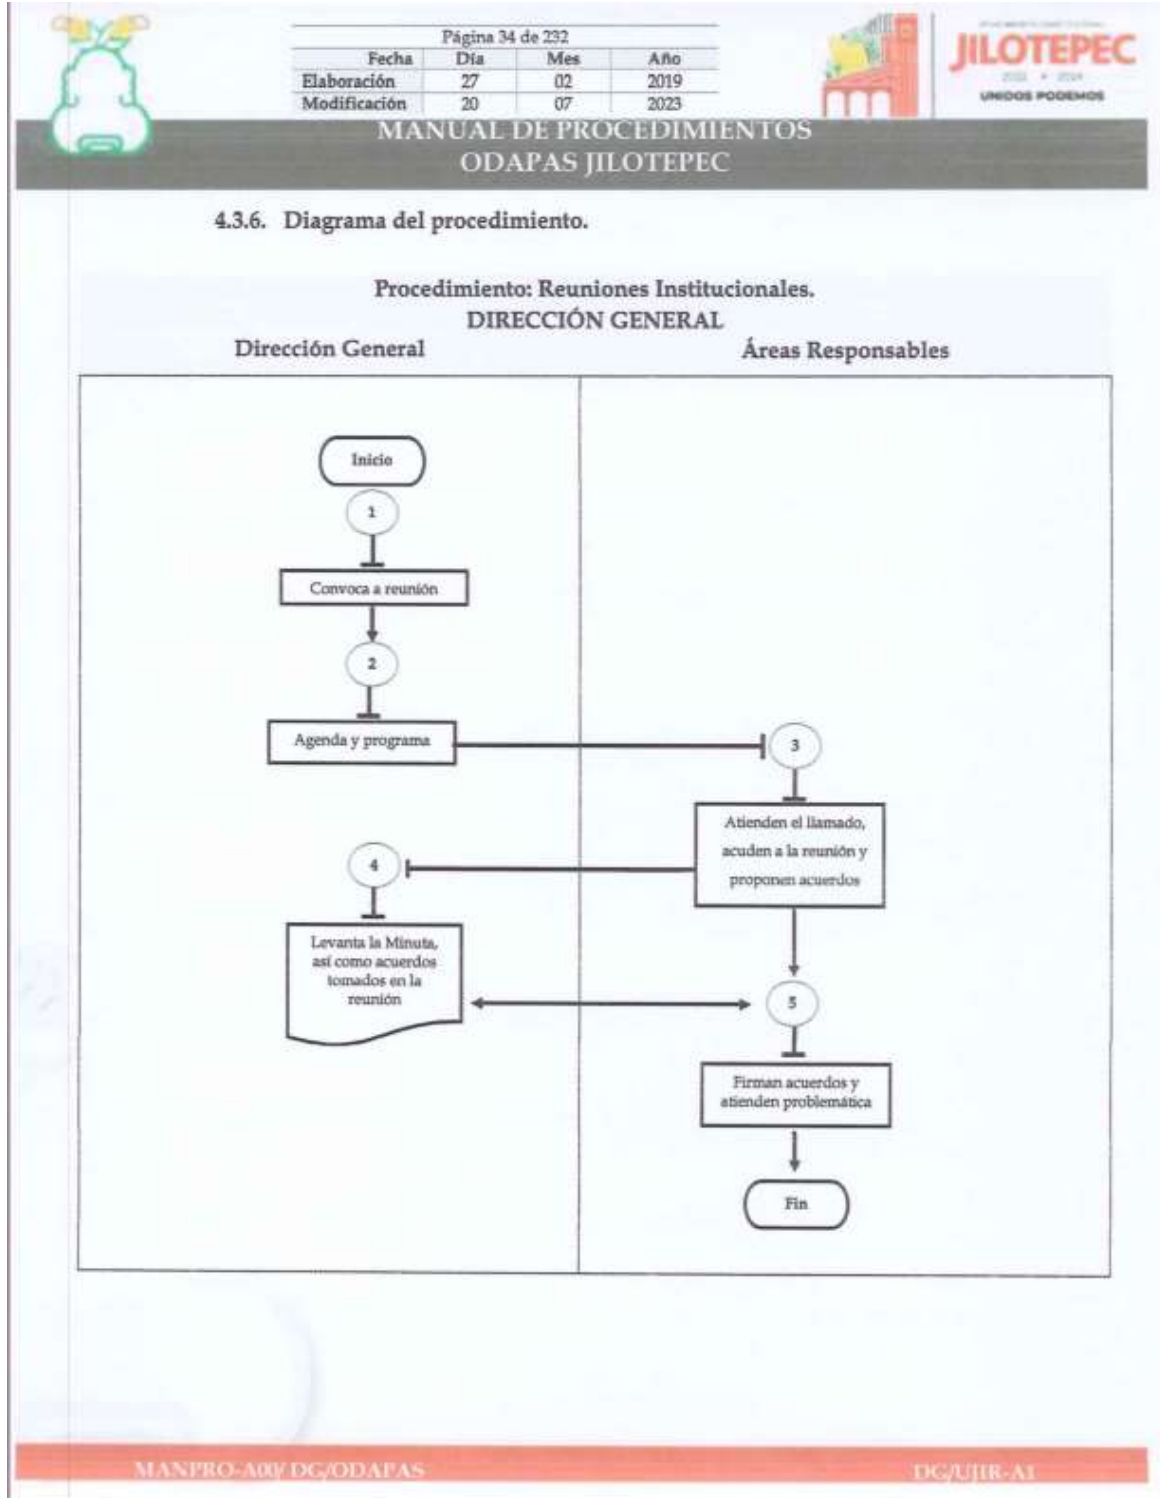 Página 34 de 232
Fecha Día Mes Año
Elaboración 27 02 2019
Modificación 20 07 2023
JILOTEPEC
UNIDOS PODEMOS
MANUAL DE PROCEDIMIENTOS
ODAPAS JILOTEPEC
4.3.6. Diagrama del procedimiento.
Procedimiento: Reuniones Institucionales.
DIRECCIÓN GENERAL
Dirección General Áreas Responsables
Inicio
1
Convoca a reunión
2
Agenda y programa
3
Atienden el llamado,
acuden a la reunión y
proponen acuerdos
4
Levanta la Minuta,
así como acuerdos
tomados en la
reunión
5
Firman acuerdos y
atienden problemática
Fin
MANPRO-A00/ DG/ODAPAS DG/UJIR-A1